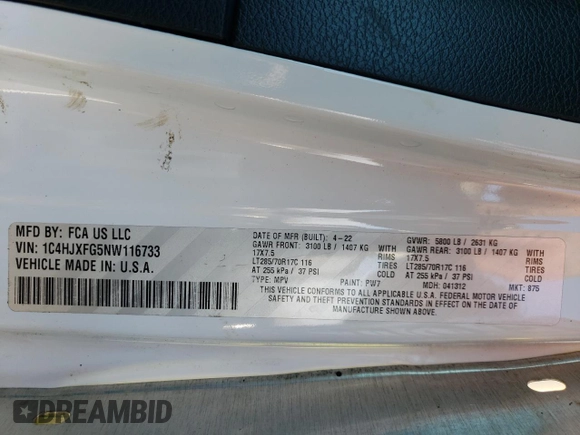 MFD BY: FCA US LLC
VIN: 1C4HJXFG5NW116733
VEHICLE MADE IN U.S.A.
DATE OF MFR (BUILT): 4-22 GVWR: 5800 LB / 2631 KG
GAWR FRONT: 3100 LB / 1407 KG WITH GAWR REAR: 3100 LB / 1407 KG WITH
17X7.5 RIMS 17X7.5 RIMS
LT285/70R17C 116 TIRES LT285/70R17C 116 TIRES
AT 255 kPa / 37 PSI COLD AT 255 kPa / 37 PSI COLD
TYPE: MPV PAINT: PW7 MDH: 041312 MKT: 875
THIS VEHICLE CONFORMS TO ALL APPLICABLE U.S.A. FEDERAL MOTOR VEHICLE
SAFETY AND THEFT PREVENTION STANDARDS IN EFFECT ON THE DATE OF
MANUFACTURE SHOWN ABOVE.
DREAMBID